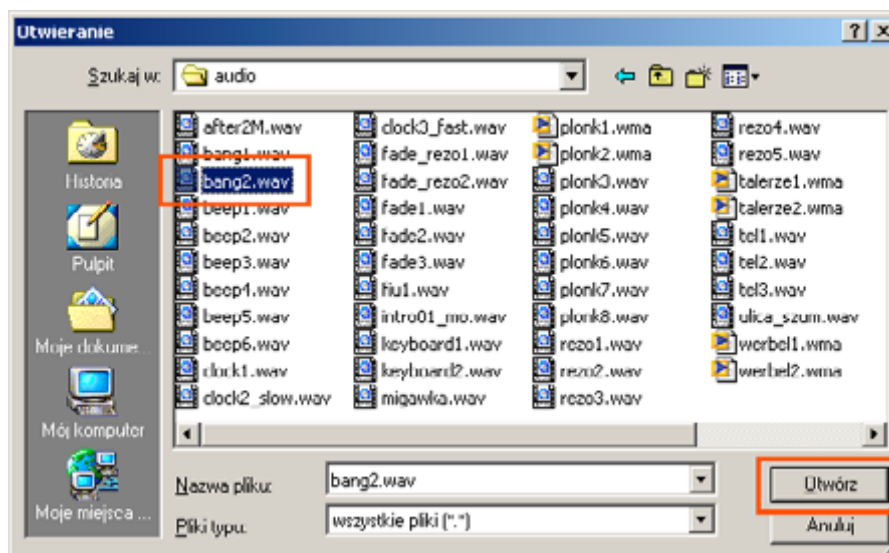 Utwieranie
Szukaj w: audio
Historia
Pulpit
Moje dokume...
Mój komputer
Moje miejsca ...
after2M.wav
bang1.wav
bang2.wav
beep1.wav
beep2.wav
beep3.wav
beep4.wav
beep5.wav
beep6.wav
clock1.wav
clock2_slow.wav
clock3_fast.wav
fade_rezo1.wav
fade_rezo2.wav
fade1.wav
fade2.wav
fade3.wav
fiu1.wav
intro01_mo.wav
keyboard1.wav
keyboard2.wav
migawka.wav
plonk1.wma
plonk2.wma
plonk3.wav
plonk4.wav
plonk5.wav
plonk6.wav
plonk7.wav
plonk8.wav
rezo1.wav
rezo2.wav
rezo3.wav
rezo4.wav
rezo5.wav
talerze1.wma
talerze2.wma
tel1.wav
tel2.wav
tel3.wav
ulica_szum.wav
werbel1.wma
werbel2.wma
Nazwa pliku: bang2.wav
Utwórz
Pliki typu: wszystkie pliki (*.*)
Anuluj